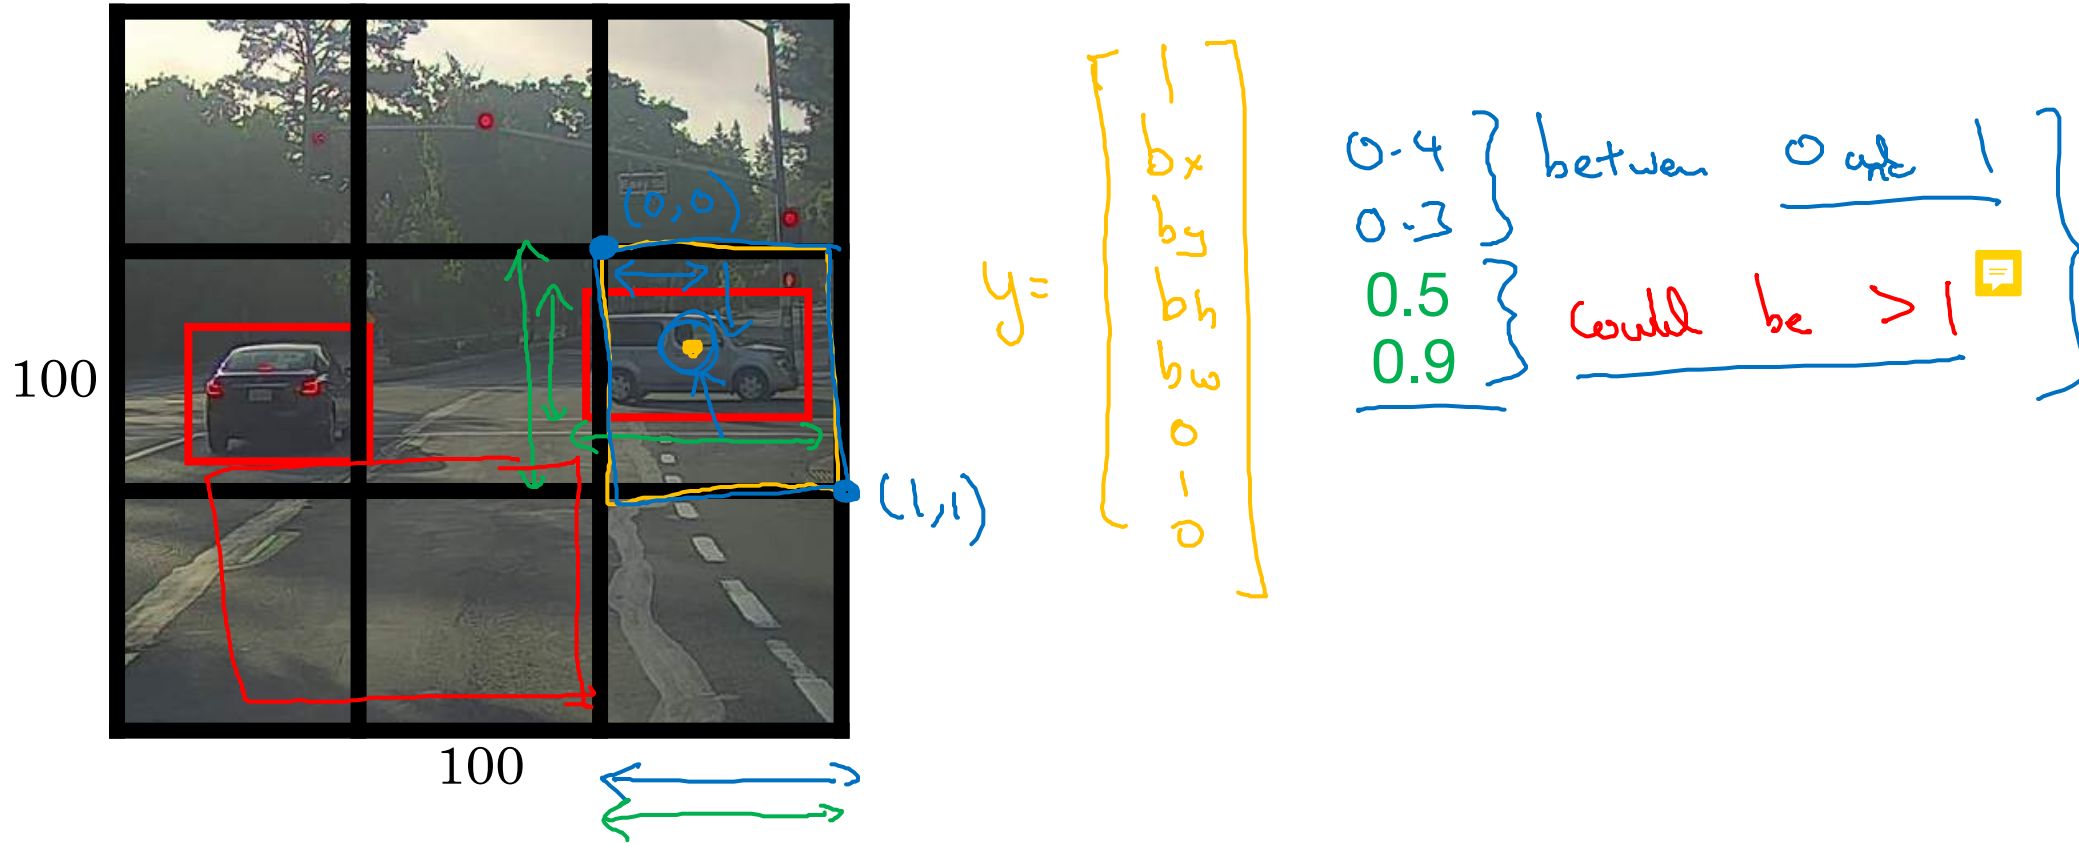 (0,0)
100
100
(1,1)
y=
1
bx
by
bh
bw
0
1
0
0.4
0.3
0.5
0.9
between 0 and 1
could be > 1